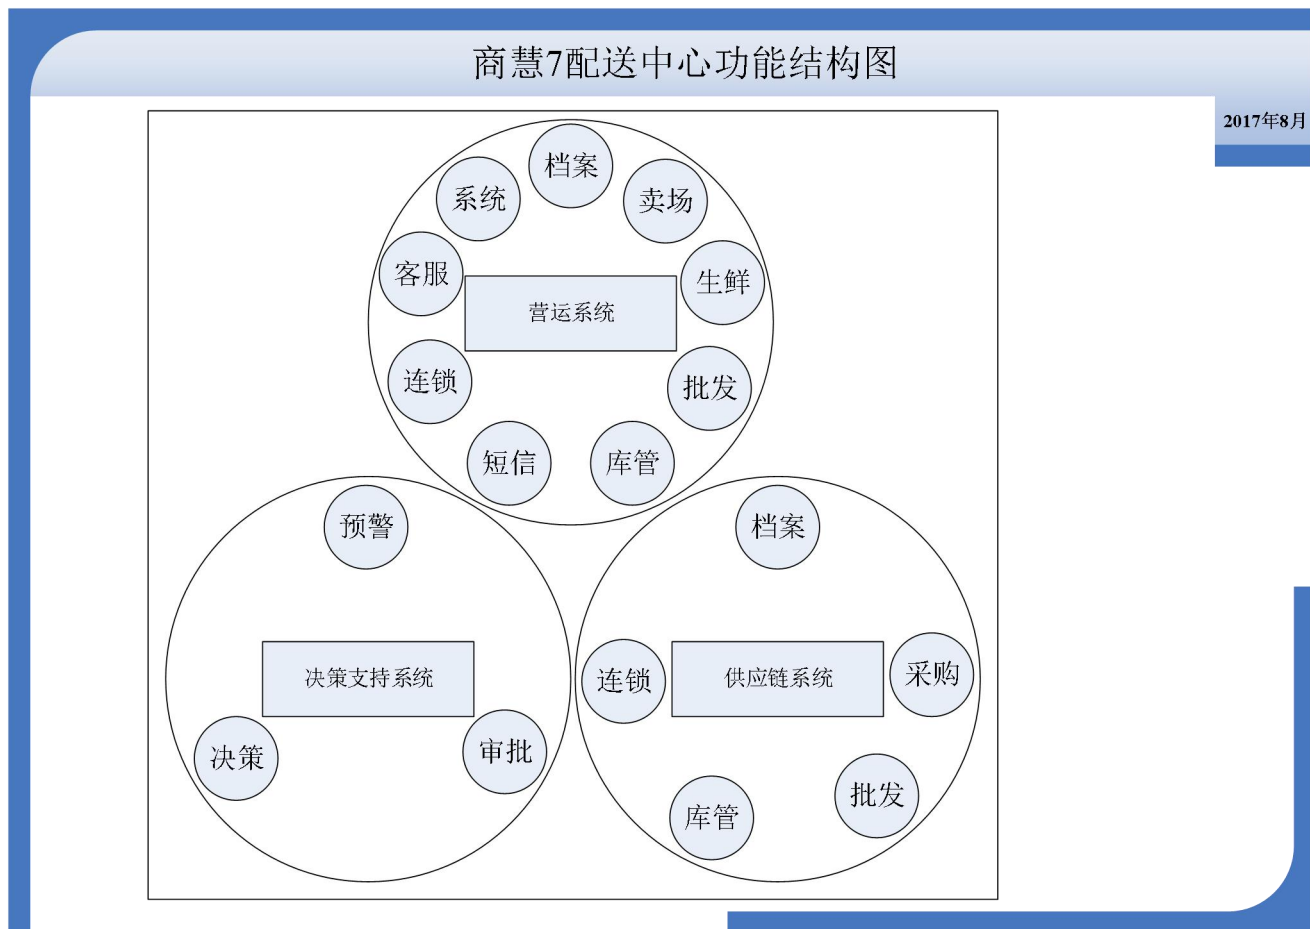 商慧7配送中心功能结构图
2017年8月
档案
系统
卖场
客服
生鲜
营运系统
连锁
批发
短信
库管
预警
决策支持系统
决策
审批
档案
连锁
供应链系统
采购
库管
批发